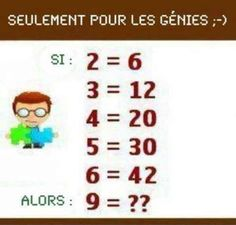 SEULEMENT POUR LES GÉNIES ;-)
SI : 2 = 6
3 = 12
4 = 20
5 = 30
6 = 42
ALORS : 9 = ??